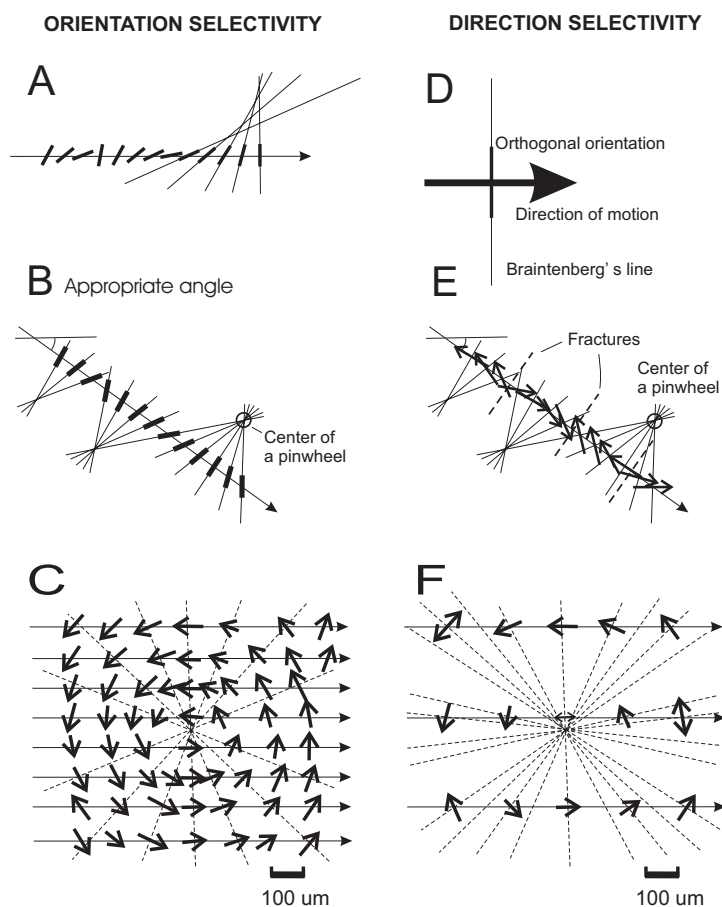 ORIENTATION SELECTIVITY
DIRECTION SELECTIVITY
A
D
Orthogonal orientation
Direction of motion
Braintenberg' s line
B Appropriate angle
Center of
a pinwheel
E
Fractures
Center of
a pinwheel
C
100 um
F
100 um